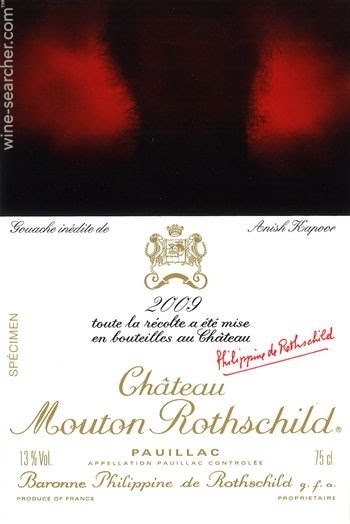 wine-searcher.com
Gouache inédite de Anish Kapoor
2009
toute la récolte a été mise
en bouteilles au Château
Philippine de Rothschild
SPÉCIMEN
Château
Mouton Rothschild®
PAUILLAC
13 % Vol. APPELLATION PAUILLAC CONTRÔLÉE 75 cl
Baronne Philippine de Rothschild g.f.a.
PRODUCE OF FRANCE PROPRIÉTAIRE